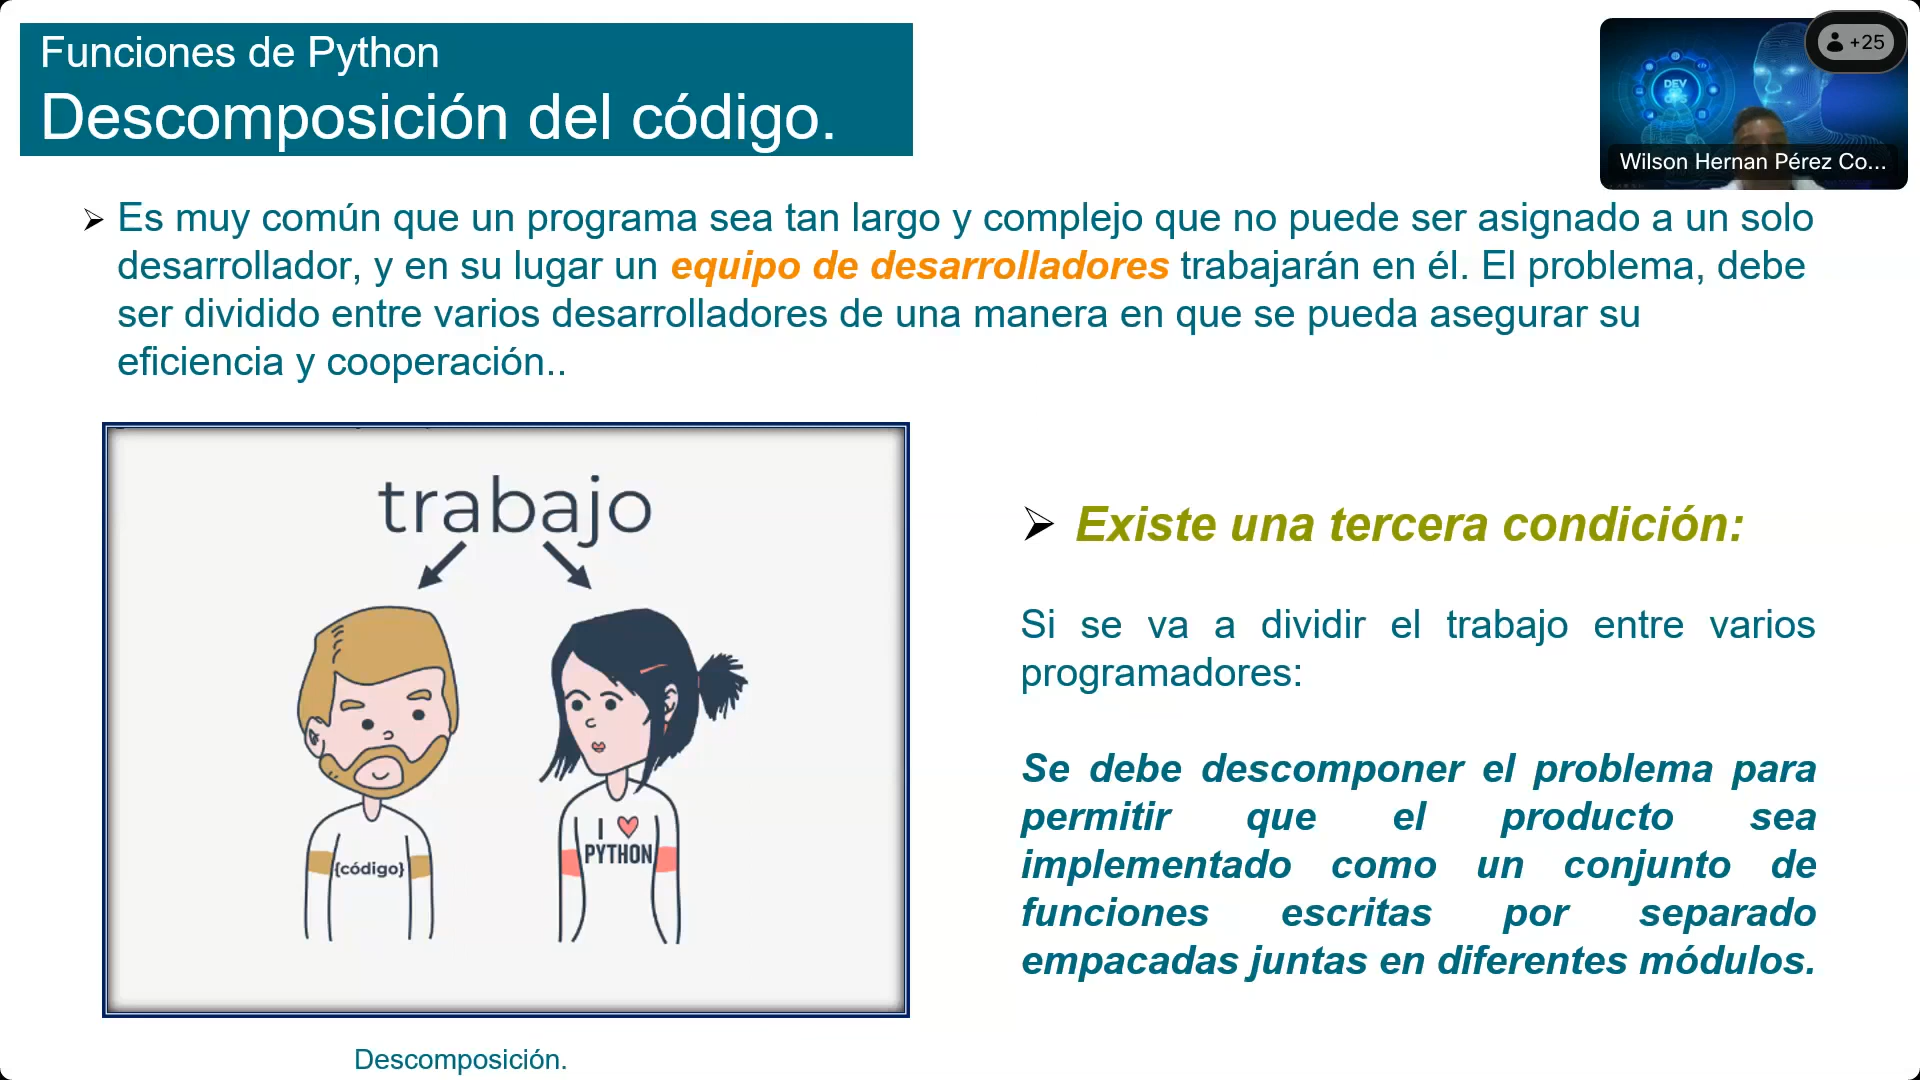 Funciones de Python
Descomposición del código.
+25
DEV
OPS
Wilson Hernan Pérez Co...
➢ Es muy común que un programa sea tan largo y complejo que no puede ser asignado a un solo
desarrollador, y en su lugar un equipo de desarrolladores trabajarán en él. El problema, debe
ser dividido entre varios desarrolladores de una manera en que se pueda asegurar su
eficiencia y cooperación..
trabajo
{código}
I ♥
PYTHON
Descomposición.
➢ Existe una tercera condición:
Si se va a dividir el trabajo entre varios
programadores:
Se debe descomponer el problema para
permitir que el producto sea
implementado como un conjunto de
funciones escritas por separado
empacadas juntas en diferentes módulos.